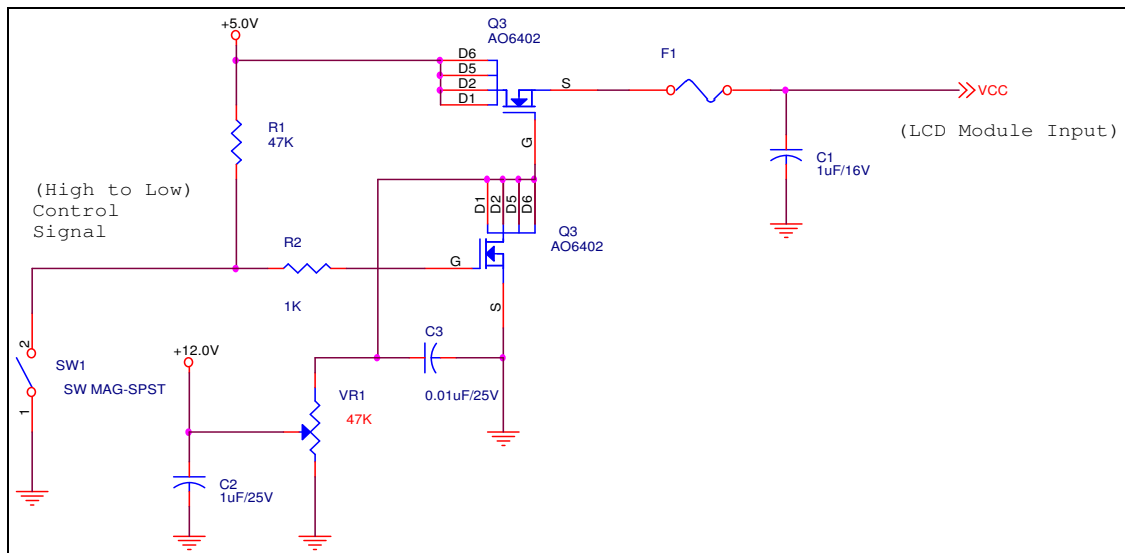 +5.0V
Q3
AO6402
D6
D5
D2
D1
S
G
F1
VCC
(LCD Module Input)
C1
1uF/16V
R1
47K
(High to Low)
Control
Signal
D1
D2
D5
D6
Q3
AO6402
R2
1K
G
S
C3
0.01uF/25V
+12.0V
2
SW1
SW MAG-SPST
1
VR1
47K
C2
1uF/25V